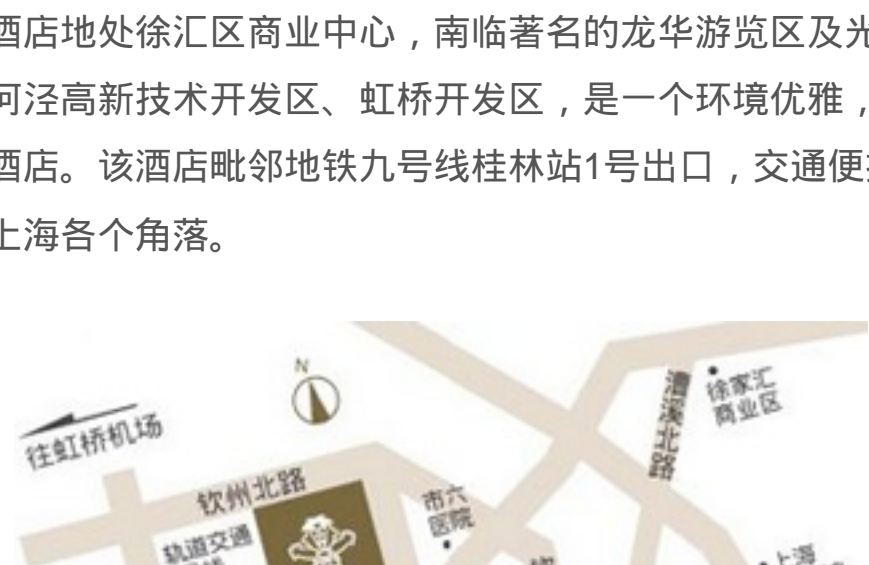 酒店地处徐汇区商业中心，南临著名的龙华游览区及光
河泾高新技术开发区、虹桥开发区，是一个环境优雅，
酒店。该酒店毗邻地铁九号线桂林站1号出口，交通便
上海各个角落。
N
往虹桥机场
漕溪北路
徐家汇
商业区
钦州北路
市六
医院
轨道交通
上海